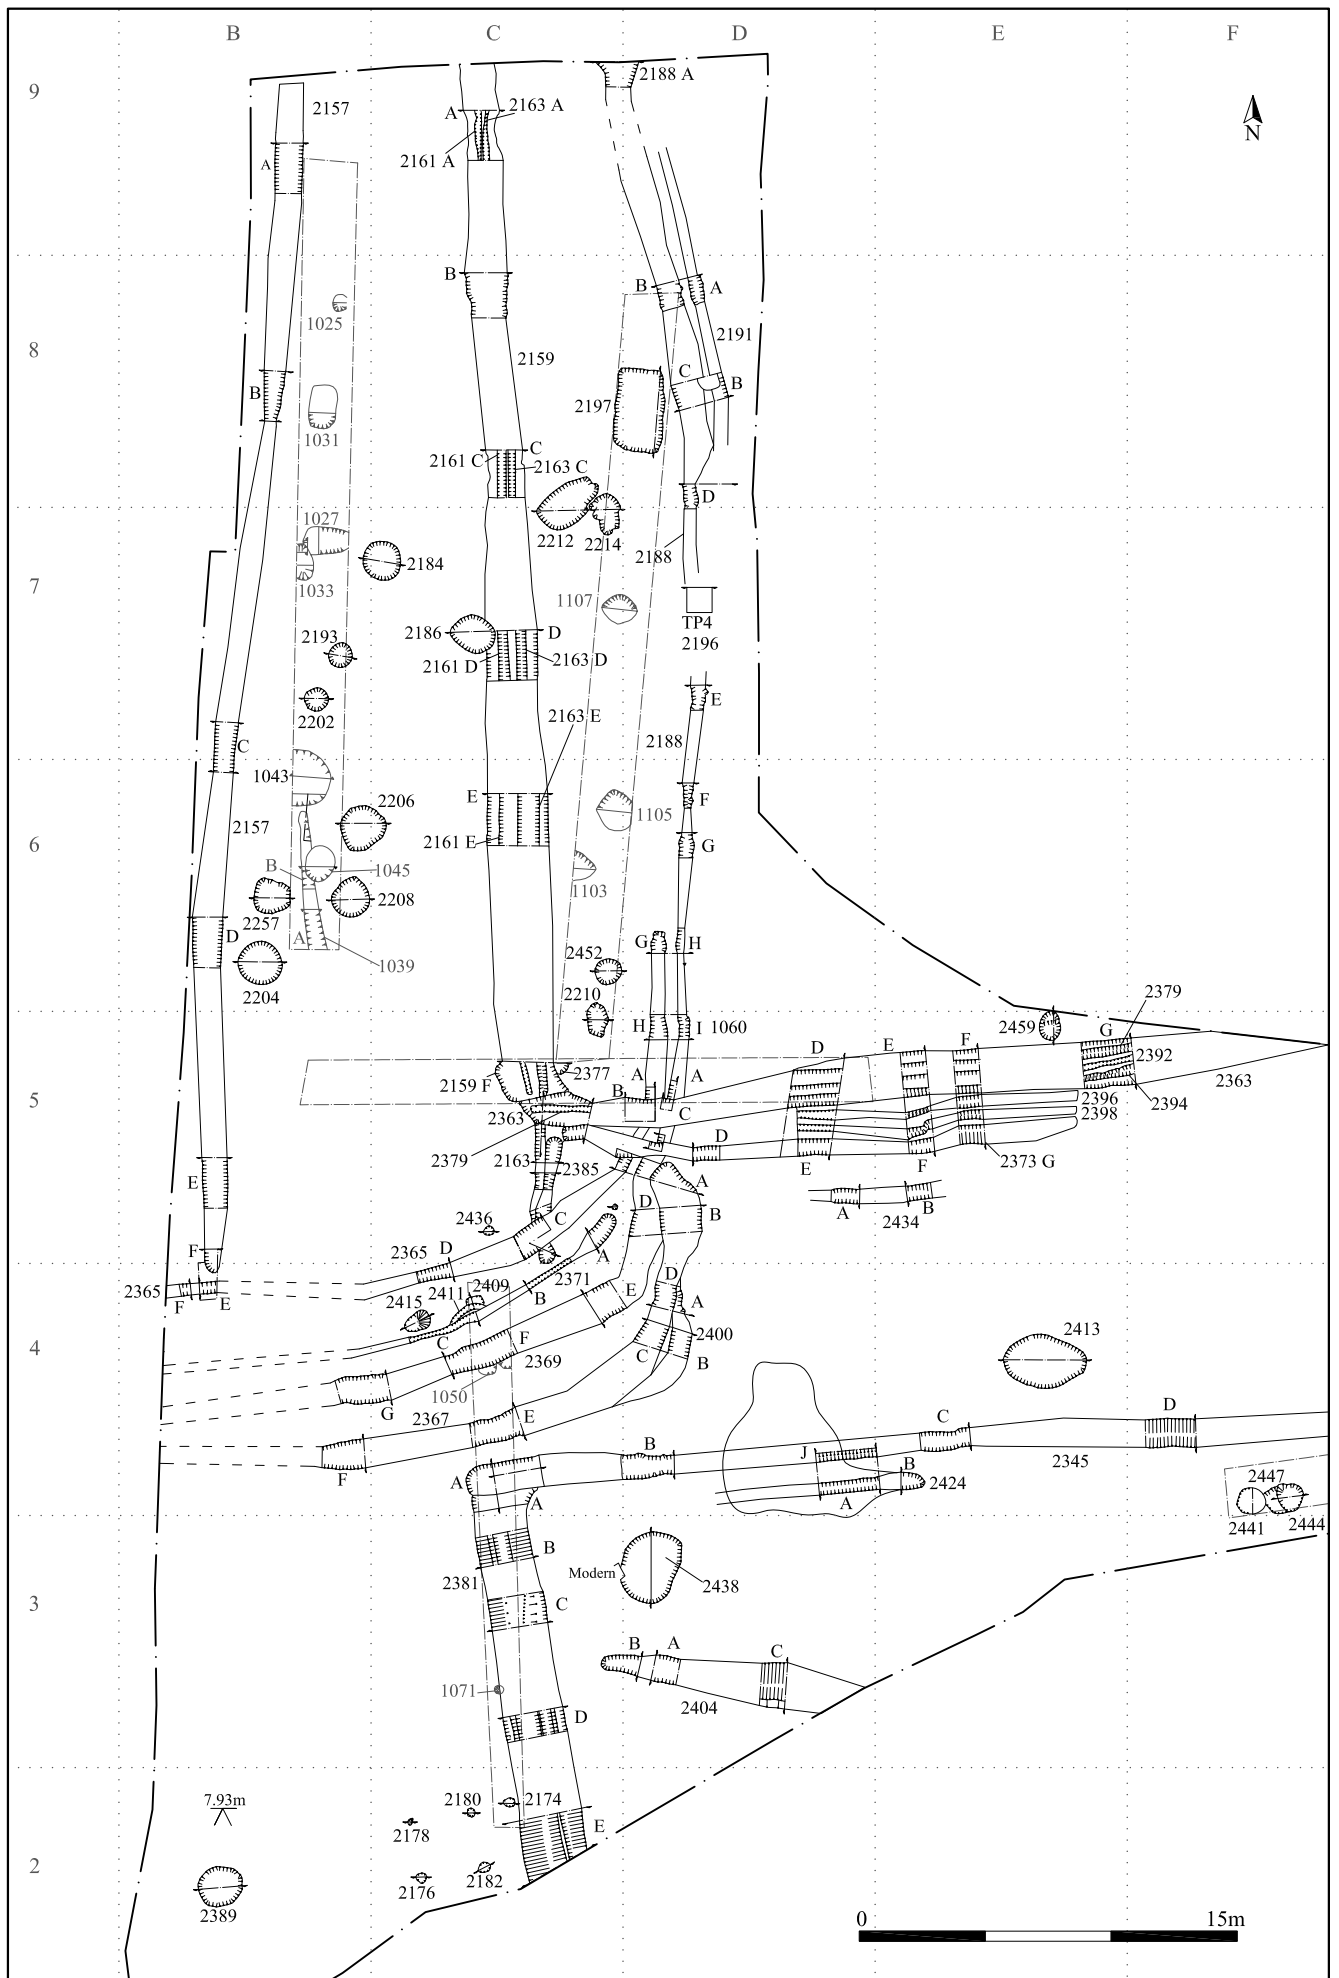 B C D E F
9
N
2188 A
2157
A
2163 A
2161 A
A
B
B
A
1025
8
2159
2191
C
B
B
2197
1031
2161 C
C
2163 C
D
1027
2212
2214
2188
2184
7
1033
1107
TP4
2196
2193
2186
D
2161 D
2163 D
E
2202
2163 E
2188
C
1043
E
F
2206
1105
2157
6
2161 E
G
B
1045
1103
2208
2257
D
A
G
H
2452
1039
2204
2210
2379
2459
G
H
I 1060
F
E
D
2392
2377
2159 F
A
A
2363
5
B
2396
2394
2363
C
2398
2379
D
2163
2385
E
F
2373 G
E
A
D
B
A
B
2434
2436
C
D
2365
F
A
D
2371
2365
F
E
2409
E
B
2411
2415
A
2413
2400
4
C
F
C
B
2369
1050
G
D
2367
E
C
B
F
J
2345
B
A
2424
2447
A
A
2441
2444
B
2381
Modern
2438
3
C
B
A
C
1071
2404
D
7.93m
2180
2174
E
2178
2
2182
2176
2389
0
15m